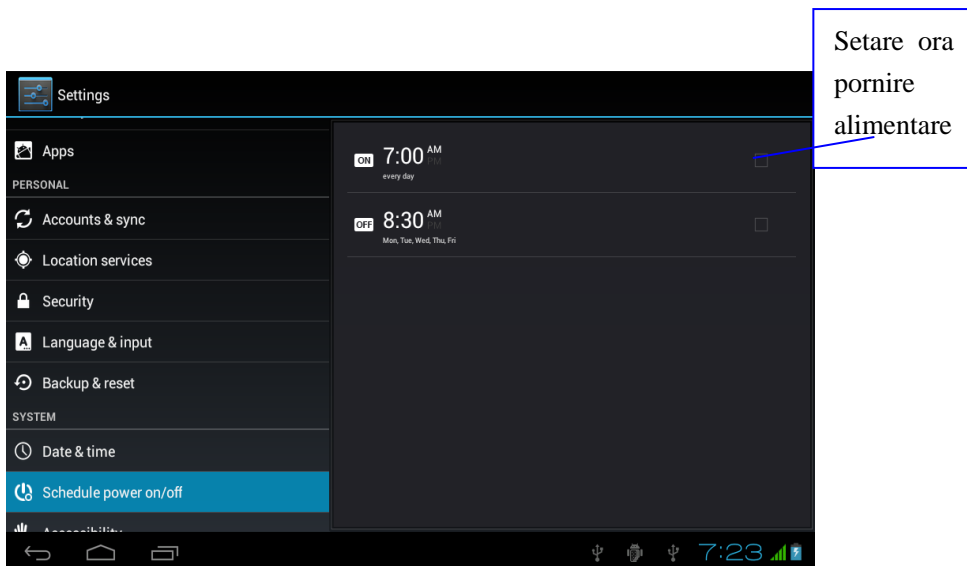 Setare ora
pornire
alimentare
Settings
Apps
PERSONAL
Accounts & sync
Location services
Security
Language & input
Backup & reset
SYSTEM
Date & time
Schedule power on/off
Accessibility
ON 7:00 AM
PM
every day
OFF 8:30 AM
PM
Mon, Tue, Wed, Thu, Fri
7:23